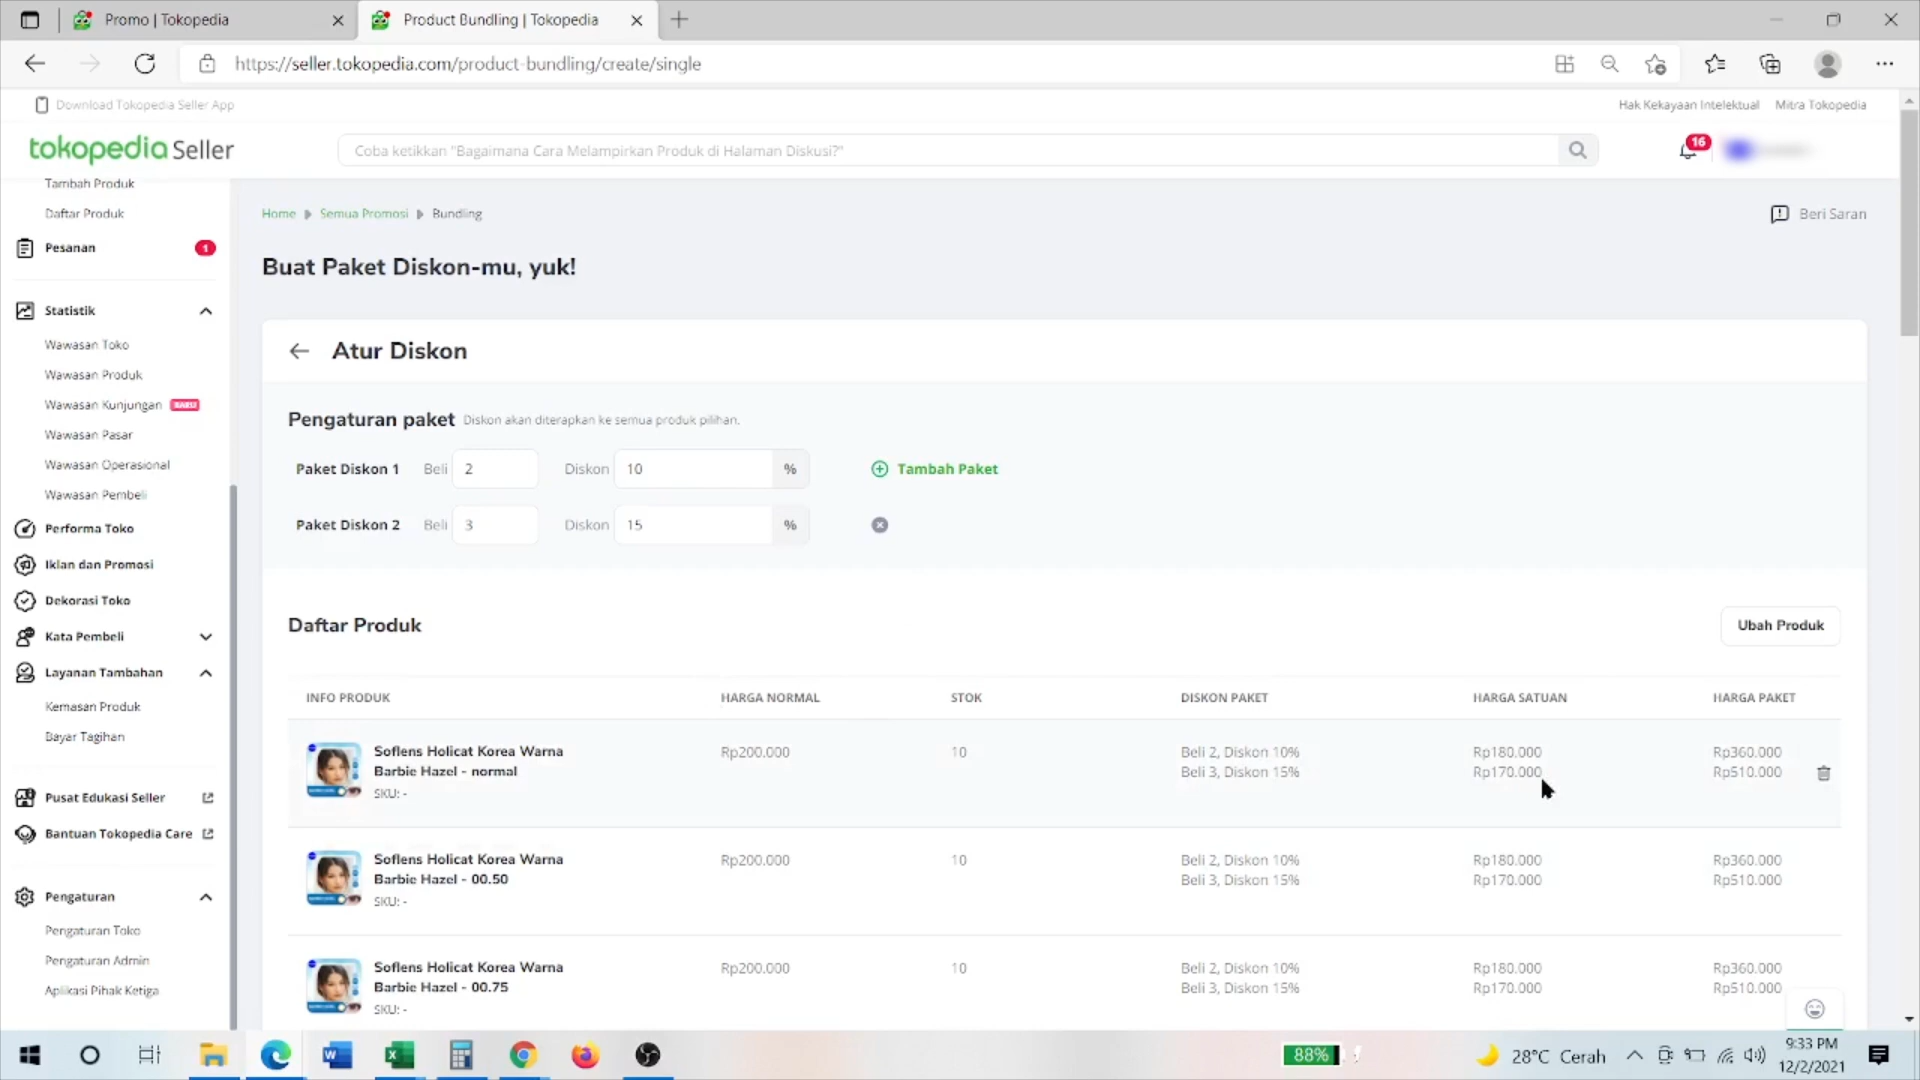 Promo | Tokopedia
Product Bundling | Tokopedia
https://seller.tokopedia.com/product-bundling/create/single
Download Tokopedia Seller App
Hak Kekayaan Intelektual Mitra Tokopedia
tokopedia Seller
Coba ketikkan "Bagaimana Cara Melampirkan Produk di Halaman Diskusi?"
16
Tambah Produk
Daftar Produk
Pesanan 1
Statistik
Wawasan Toko
Wawasan Produk
Wawasan Kunjungan BARU
Wawasan Pasar
Wawasan Operasional
Wawasan Pembeli
Performa Toko
Iklan dan Promosi
Dekorasi Toko
Kata Pembeli
Layanan Tambahan
Kemasan Produk
Bayar Tagihan
Pusat Edukasi Seller
Bantuan Tokopedia Care
Pengaturan
Pengaturan Toko
Pengaturan Admin
Aplikasi Pihak Ketiga
Home Semua Promosi Bundling
Beri Saran
Buat Paket Diskon-mu, yuk!
Atur Diskon
Pengaturan paket Diskon akan diterapkan ke semua produk pilihan.
Paket Diskon 1 Beli 2 Diskon 10 % Tambah Paket
Paket Diskon 2 Beli 3 Diskon 15 %
Daftar Produk
Ubah Produk
INFO PRODUK HARGA NORMAL STOK DISKON PAKET HARGA SATUAN HARGA PAKET
Soflens Holicat Korea Warna Rp200.000 10 Beli 2, Diskon 10% Rp180.000 Rp360.000
Barbie Hazel - normal Beli 3, Diskon 15% Rp170.000 Rp510.000
SKU: -
Soflens Holicat Korea Warna Rp200.000 10 Beli 2, Diskon 10% Rp180.000 Rp360.000
Barbie Hazel - 00.50 Beli 3, Diskon 15% Rp170.000 Rp510.000
SKU: -
Soflens Holicat Korea Warna Rp200.000 10 Beli 2, Diskon 10% Rp180.000 Rp360.000
Barbie Hazel - 00.75 Beli 3, Diskon 15% Rp170.000 Rp510.000
SKU: -
88%
28°C Cerah
9:33 PM
12/2/2021